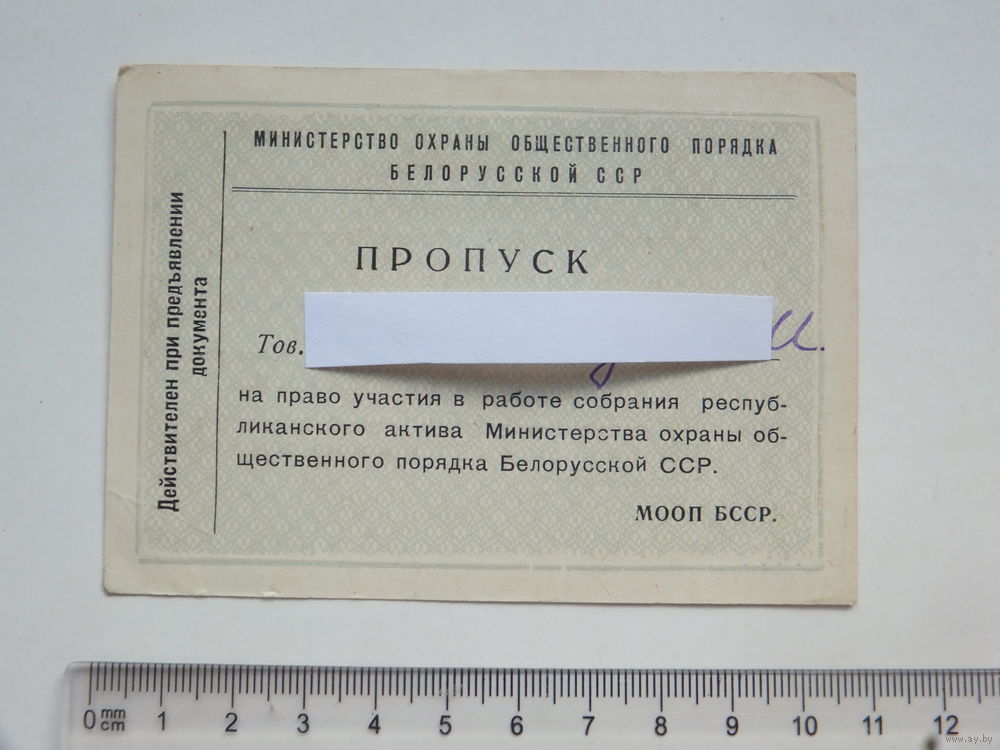 МИНИСТЕРСТВО ОХРАНЫ ОБЩЕСТВЕННОГО ПОРЯДКА
БЕЛОРУССКОЙ ССР
Действителен при предъявлении
документа
ПРОПУСК
Тов.
на право участия в работе собрания респуб-
ликанского актива Министерства охраны об-
щественного порядка Белорусской ССР.
МООП БССР.
0 mm 1 2 3 4 5 6 7 8 9 10 11 12
cm
www.ay.by